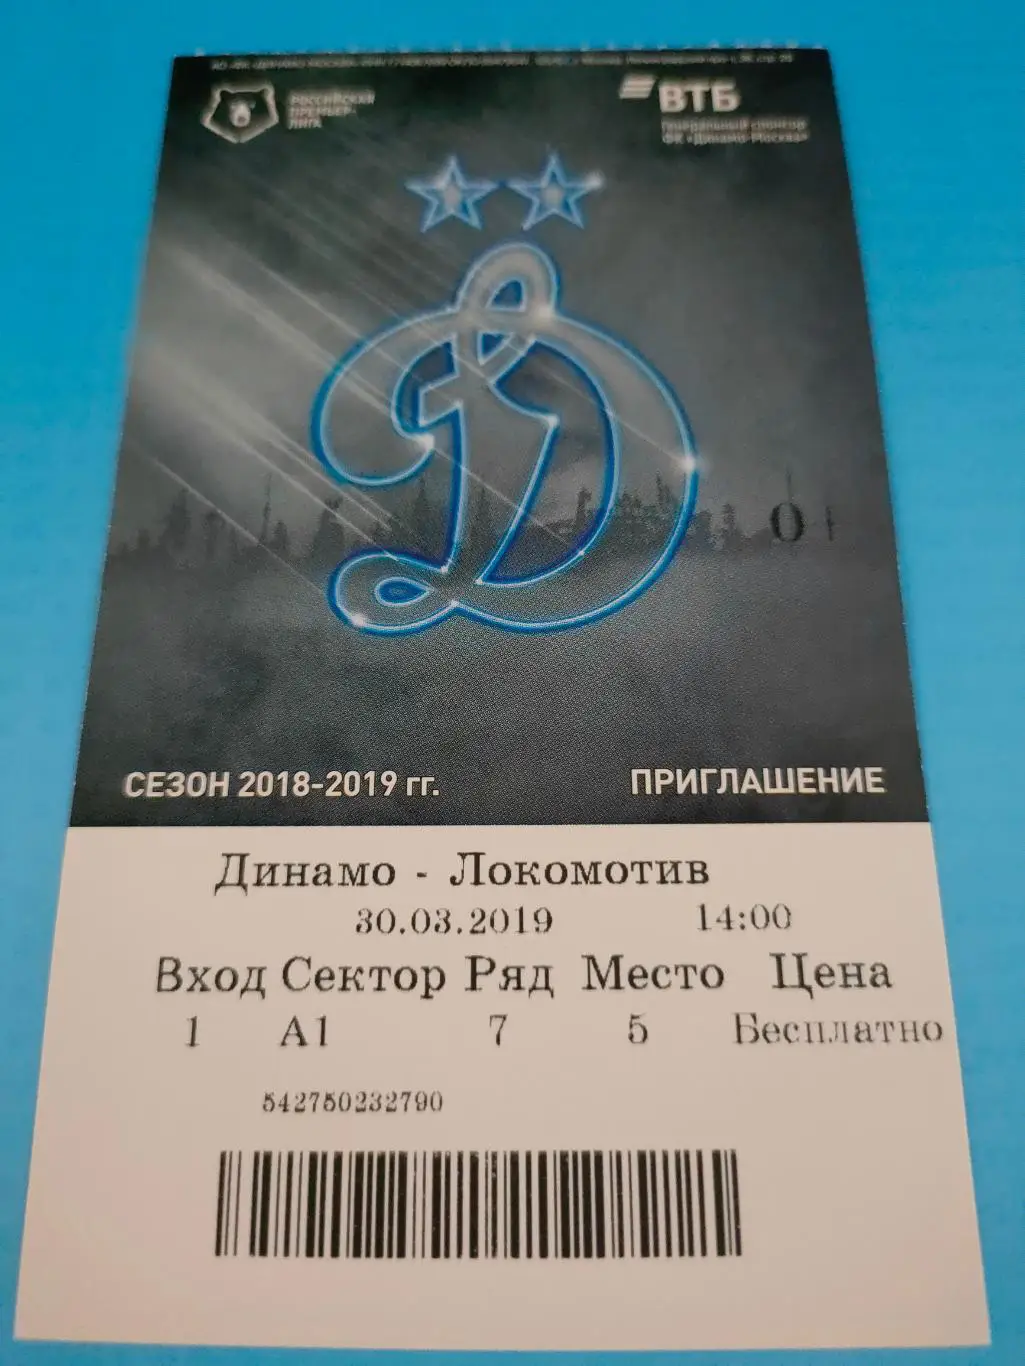 РОССИЙСКАЯ
ПРЕМЬЕР-
ЛИГА
ВТБ
Генеральный спонсор
ФК «Динамо-Москва»
0
СЕЗОН 2018-2019 гг.
ПРИГЛАШЕНИЕ
Динамо - Локомотив
30.03.2019 14:00
Вход Сектор Ряд Место Цена
1 А1 7 5 Бесплатно
542750232790